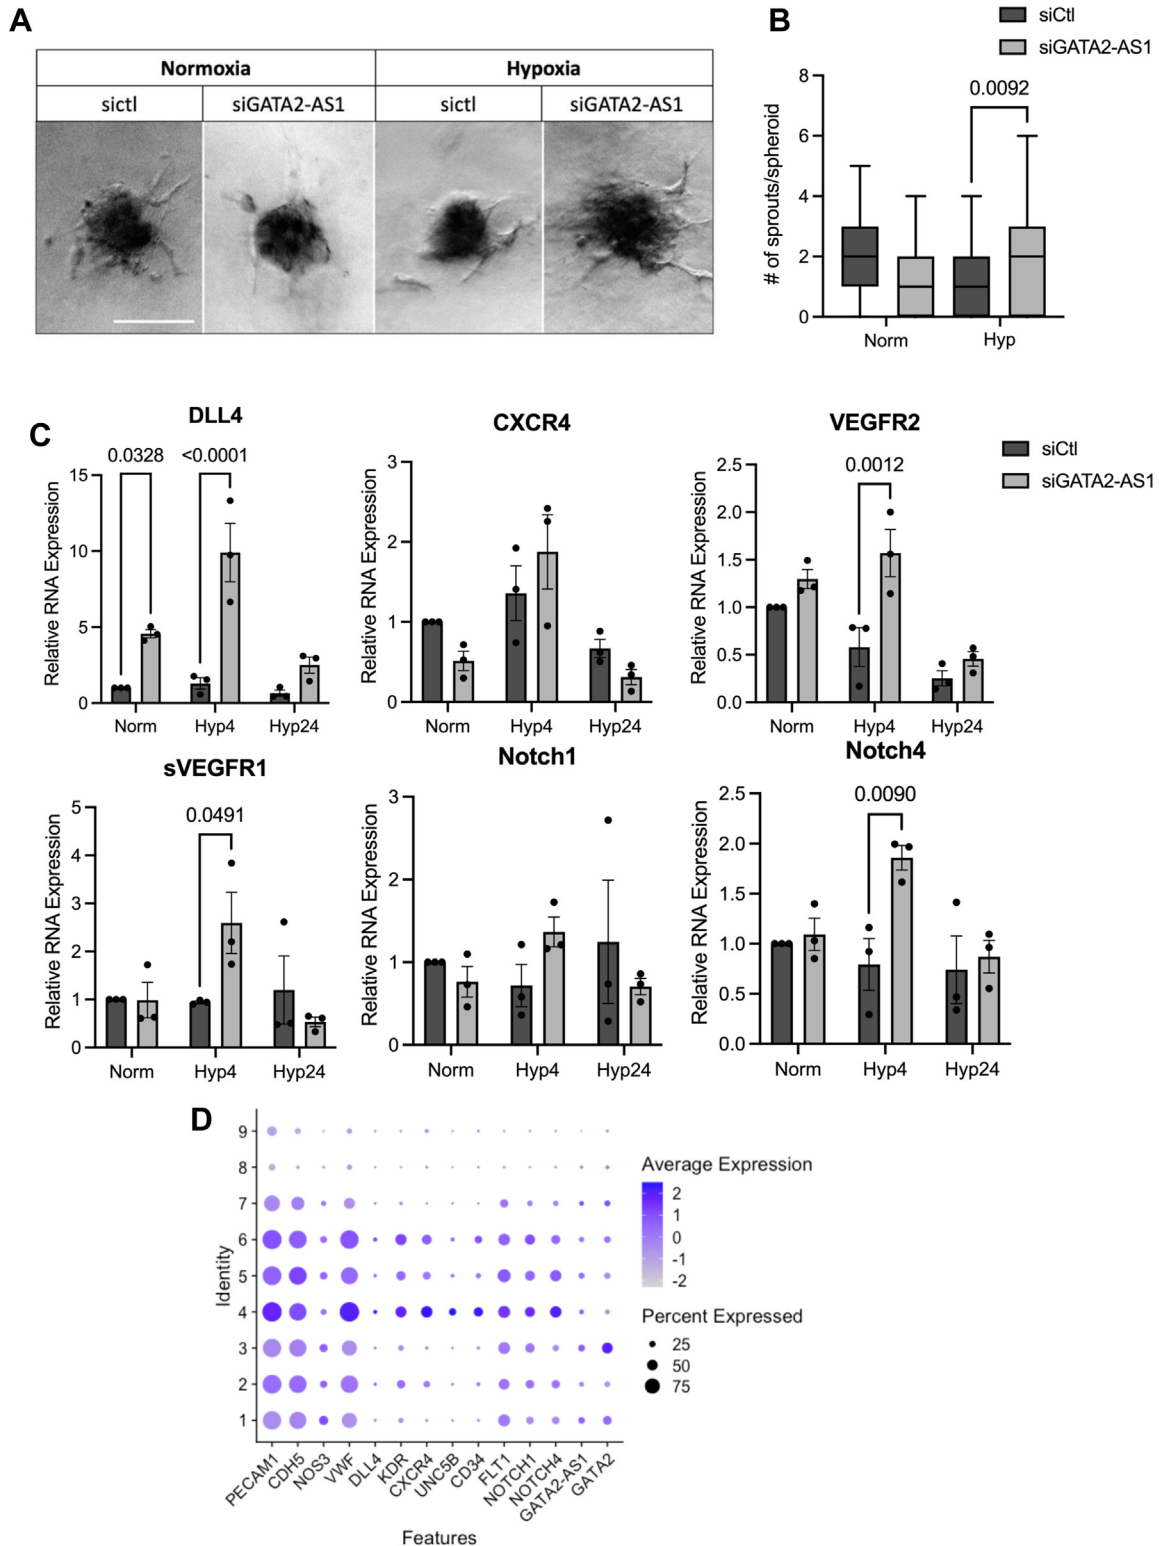 A
Normoxia Hypoxia
sictl siGATA2-AS1 sictl siGATA2-AS1
B
siCtl
siGATA2-AS1
# of sprouts/spheroid
8
6
4
2
0
0.0092
Norm Hyp
C
siCtl
siGATA2-AS1
DLL4
Relative RNA Expression
15
10
5
0
0.0328 <0.0001
Norm Hyp4 Hyp24
CXCR4
Relative RNA Expression
3
2
1
0
Norm Hyp4 Hyp24
VEGFR2
Relative RNA Expression
2.5
2.0
1.5
1.0
0.5
0.0
0.0012
Norm Hyp4 Hyp24
sVEGFR1
Relative RNA Expression
5
4
3
2
1
0
0.0491
Norm Hyp4 Hyp24
Notch1
Relative RNA Expression
3
2
1
0
Norm Hyp4 Hyp24
Notch4
Relative RNA Expression
2.5
2.0
1.5
1.0
0.5
0.0
0.0090
Norm Hyp4 Hyp24
D
Identity
9
8
7
6
5
4
3
2
1
PECAM1 CDH5 NOS3 VWF DLL4 KDR CXCR4 UNC5B CD34 FLT1 NOTCH1 NOTCH4 GATA2-AS1 GATA2
Features
Average Expression
2
1
0
-1
-2
Percent Expressed
25
50
75